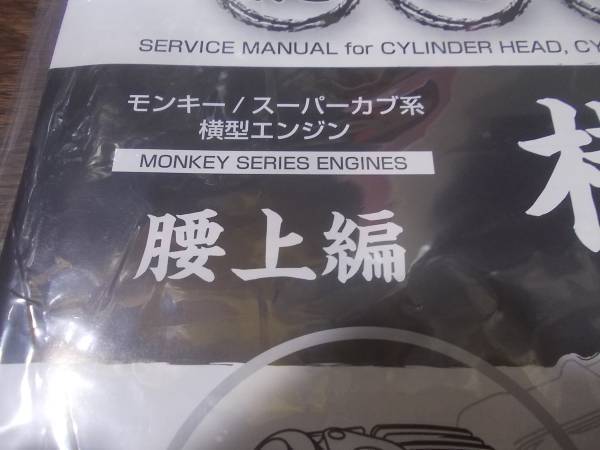 SERVICE MANUAL for CYLINDER HEAD, CY
モンキー / スーパーカブ系
横型エンジン
MONKEY SERIES ENGINES
腰上編